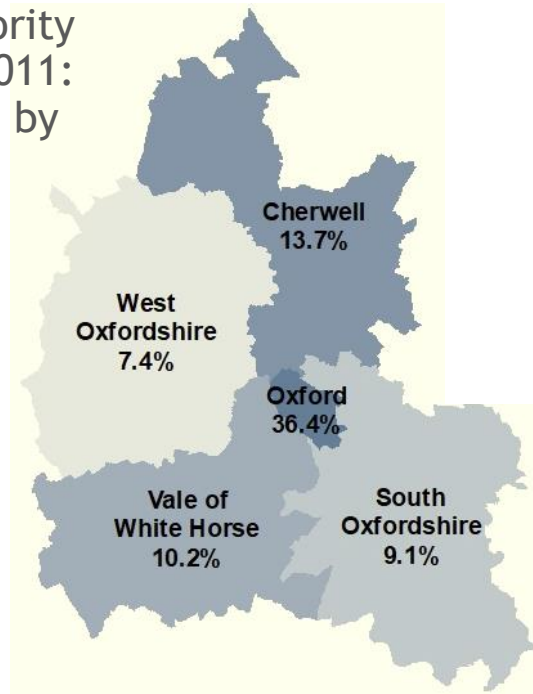 011:
by
Cherwell
13.7%
West
Oxfordshire
7.4%
Oxford
36.4%
Vale of
White Horse
10.2%
South
Oxfordshire
9.1%